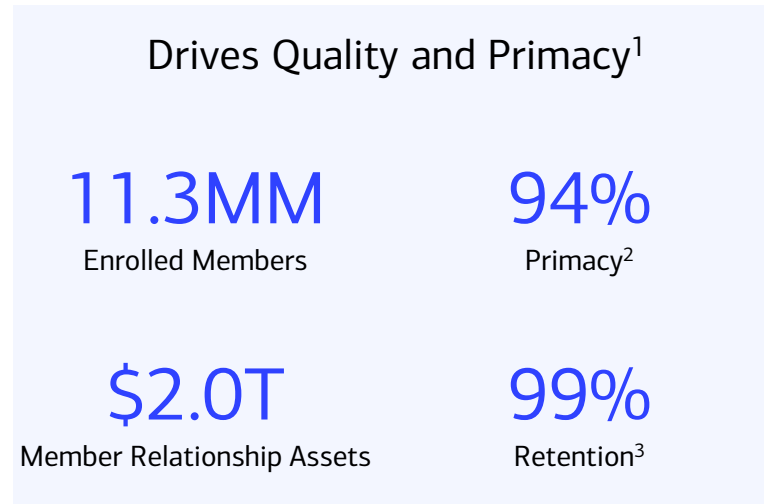 Drives Quality and Primacy¹
11.3MM
Enrolled Members
94%
Primacy²
$2.0T
Member Relationship Assets
99%
Retention³